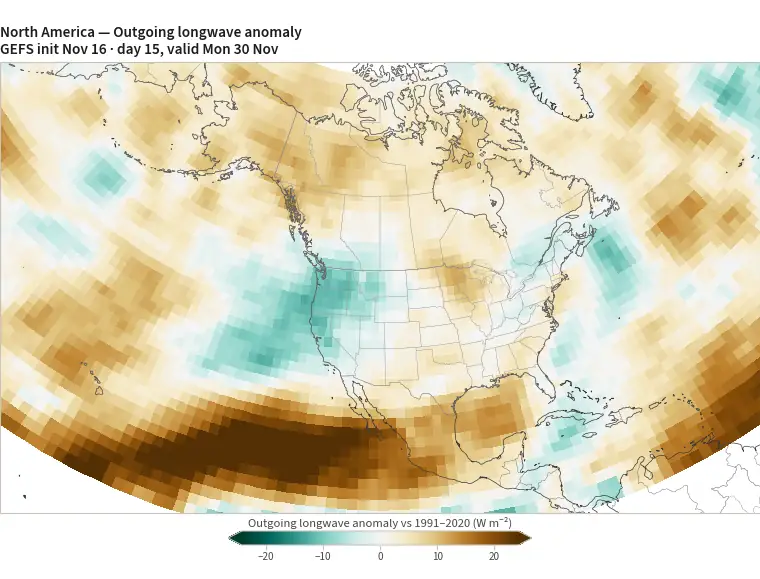 North America — Outgoing longwave anomaly
GEFS init Nov 16 · day 15, valid Mon 30 Nov
Outgoing longwave anomaly vs 1991–2020 (W m⁻²)
−20 −10 0 10 20